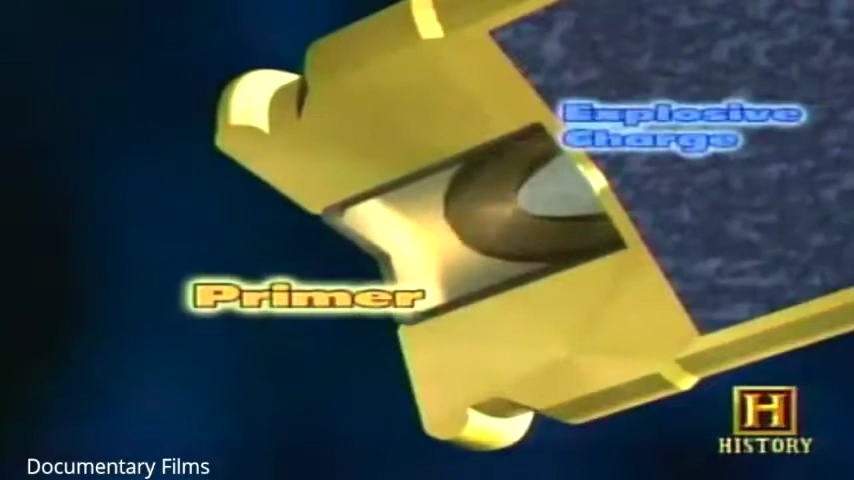 Explosive
Charge
Primer
H
HISTORY
Documentary Films